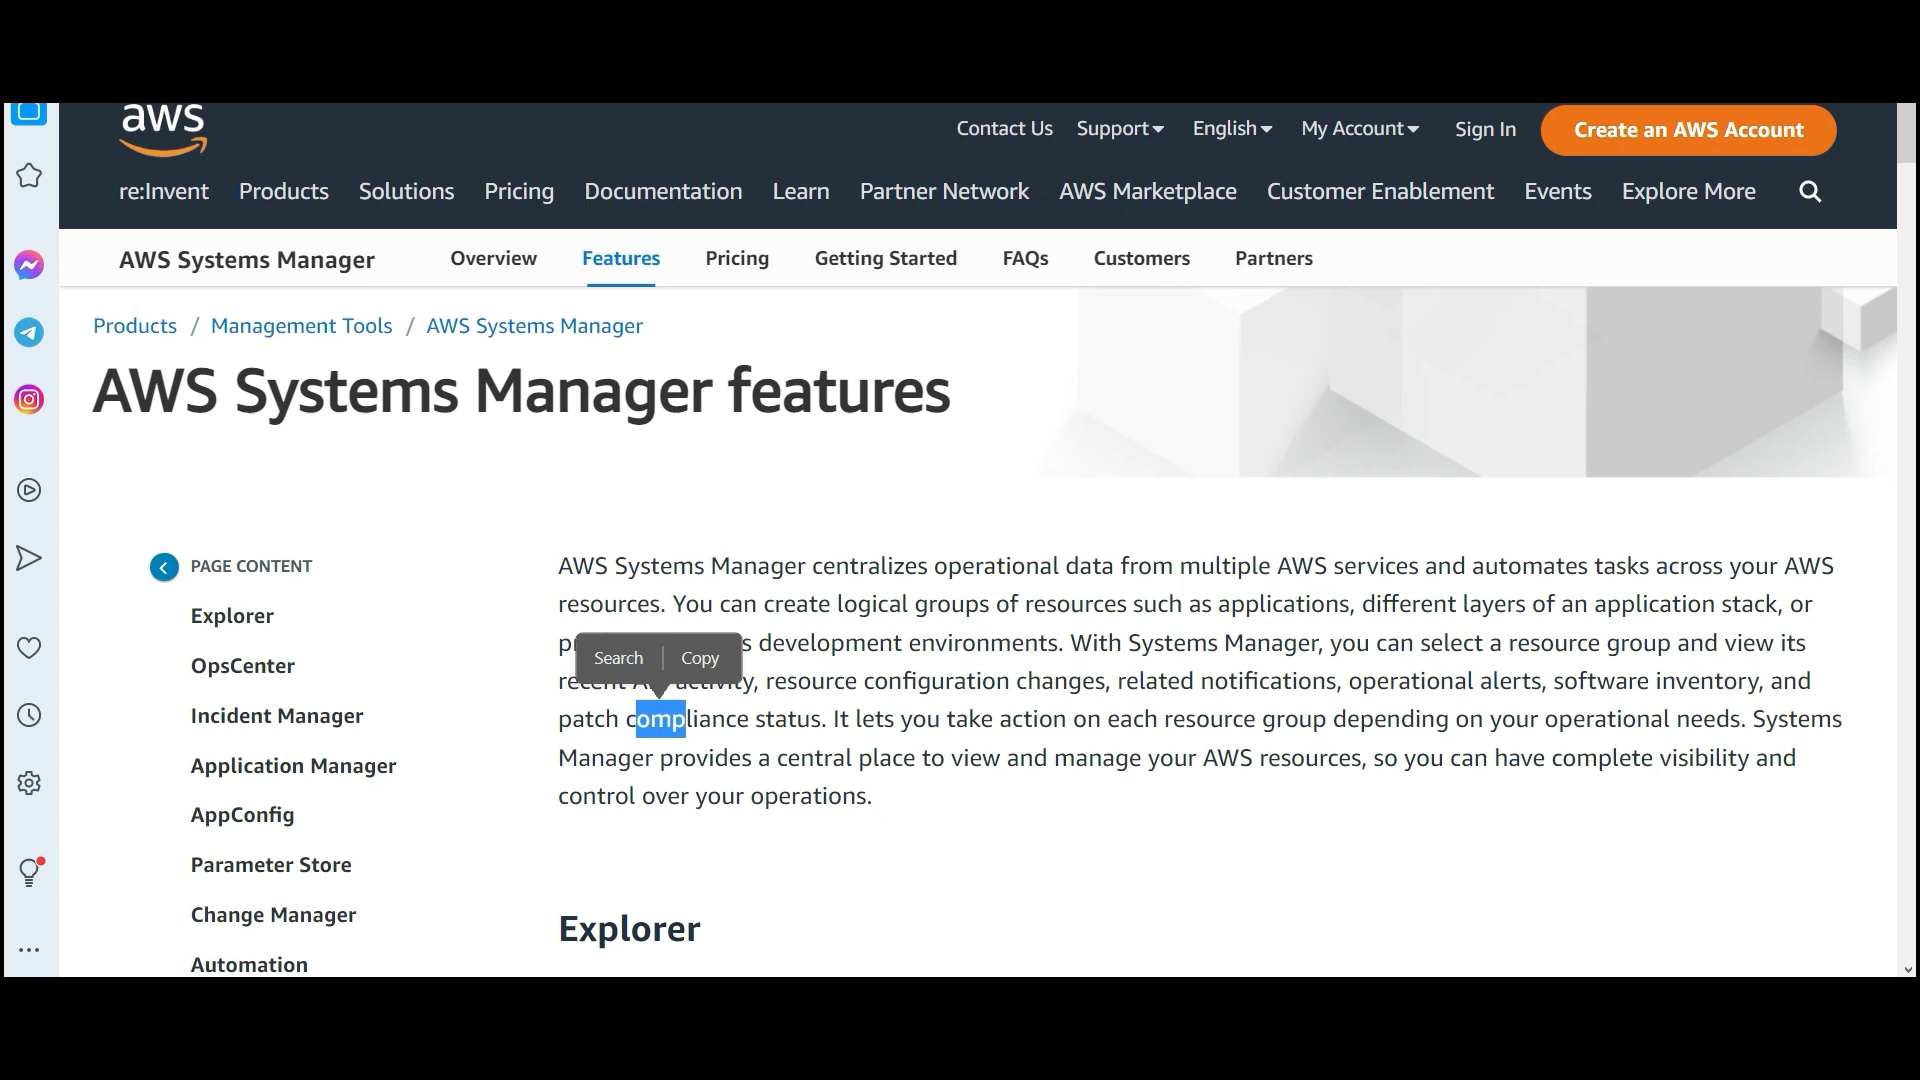 aws
Contact Us Support English My Account Sign In Create an AWS Account
re:Invent Products Solutions Pricing Documentation Learn Partner Network AWS Marketplace Customer Enablement Events Explore More
AWS Systems Manager Overview Features Pricing Getting Started FAQs Customers Partners
Products / Management Tools / AWS Systems Manager
AWS Systems Manager features
PAGE CONTENT
Explorer
OpsCenter
Incident Manager
Application Manager
AppConfig
Parameter Store
Change Manager
Automation
AWS Systems Manager centralizes operational data from multiple AWS services and automates tasks across your AWS
resources. You can create logical groups of resources such as applications, different layers of an application stack, or
development environments. With Systems Manager, you can select a resource group and view its
Search Copy
resource configuration changes, related notifications, operational alerts, software inventory, and
patch compliance status. It lets you take action on each resource group depending on your operational needs. Systems
Manager provides a central place to view and manage your AWS resources, so you can have complete visibility and
control over your operations.
Explorer